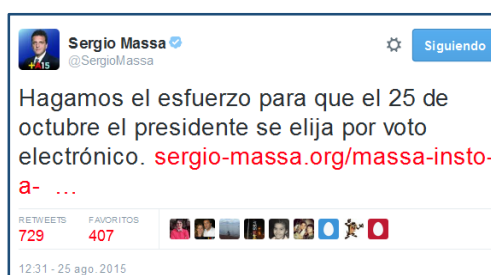 Sergio Massa
@SergioMassa
Siguiendo
Hagamos el esfuerzo para que el 25 de
octubre el presidente se elija por voto
electrónico. sergio-massa.org/massa-insto-
a- …
RETWEETS FAVORITOS
729 407
12:31 - 25 ago. 2015